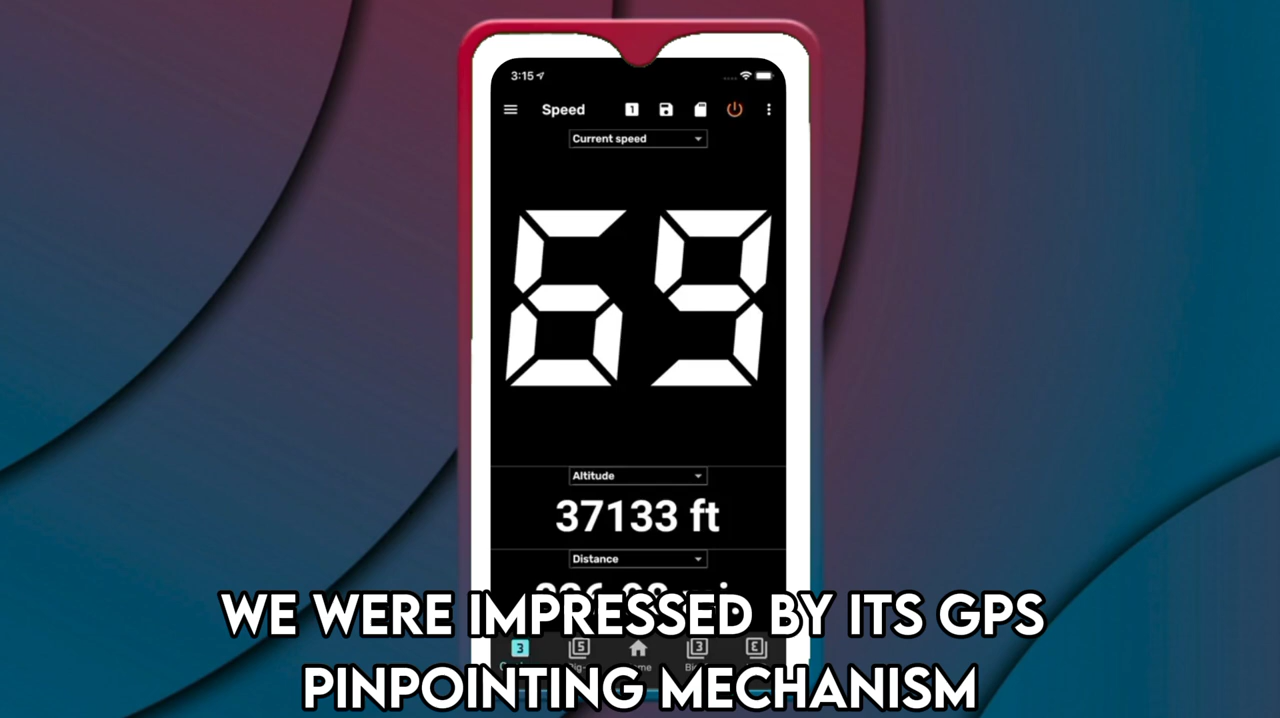 3:15
Speed
1
Current speed
69
Altitude
37133 ft
Distance
WE WERE IMPRESSED BY ITS GPS
3 5 3 E
PINPOINTING MECHANISM